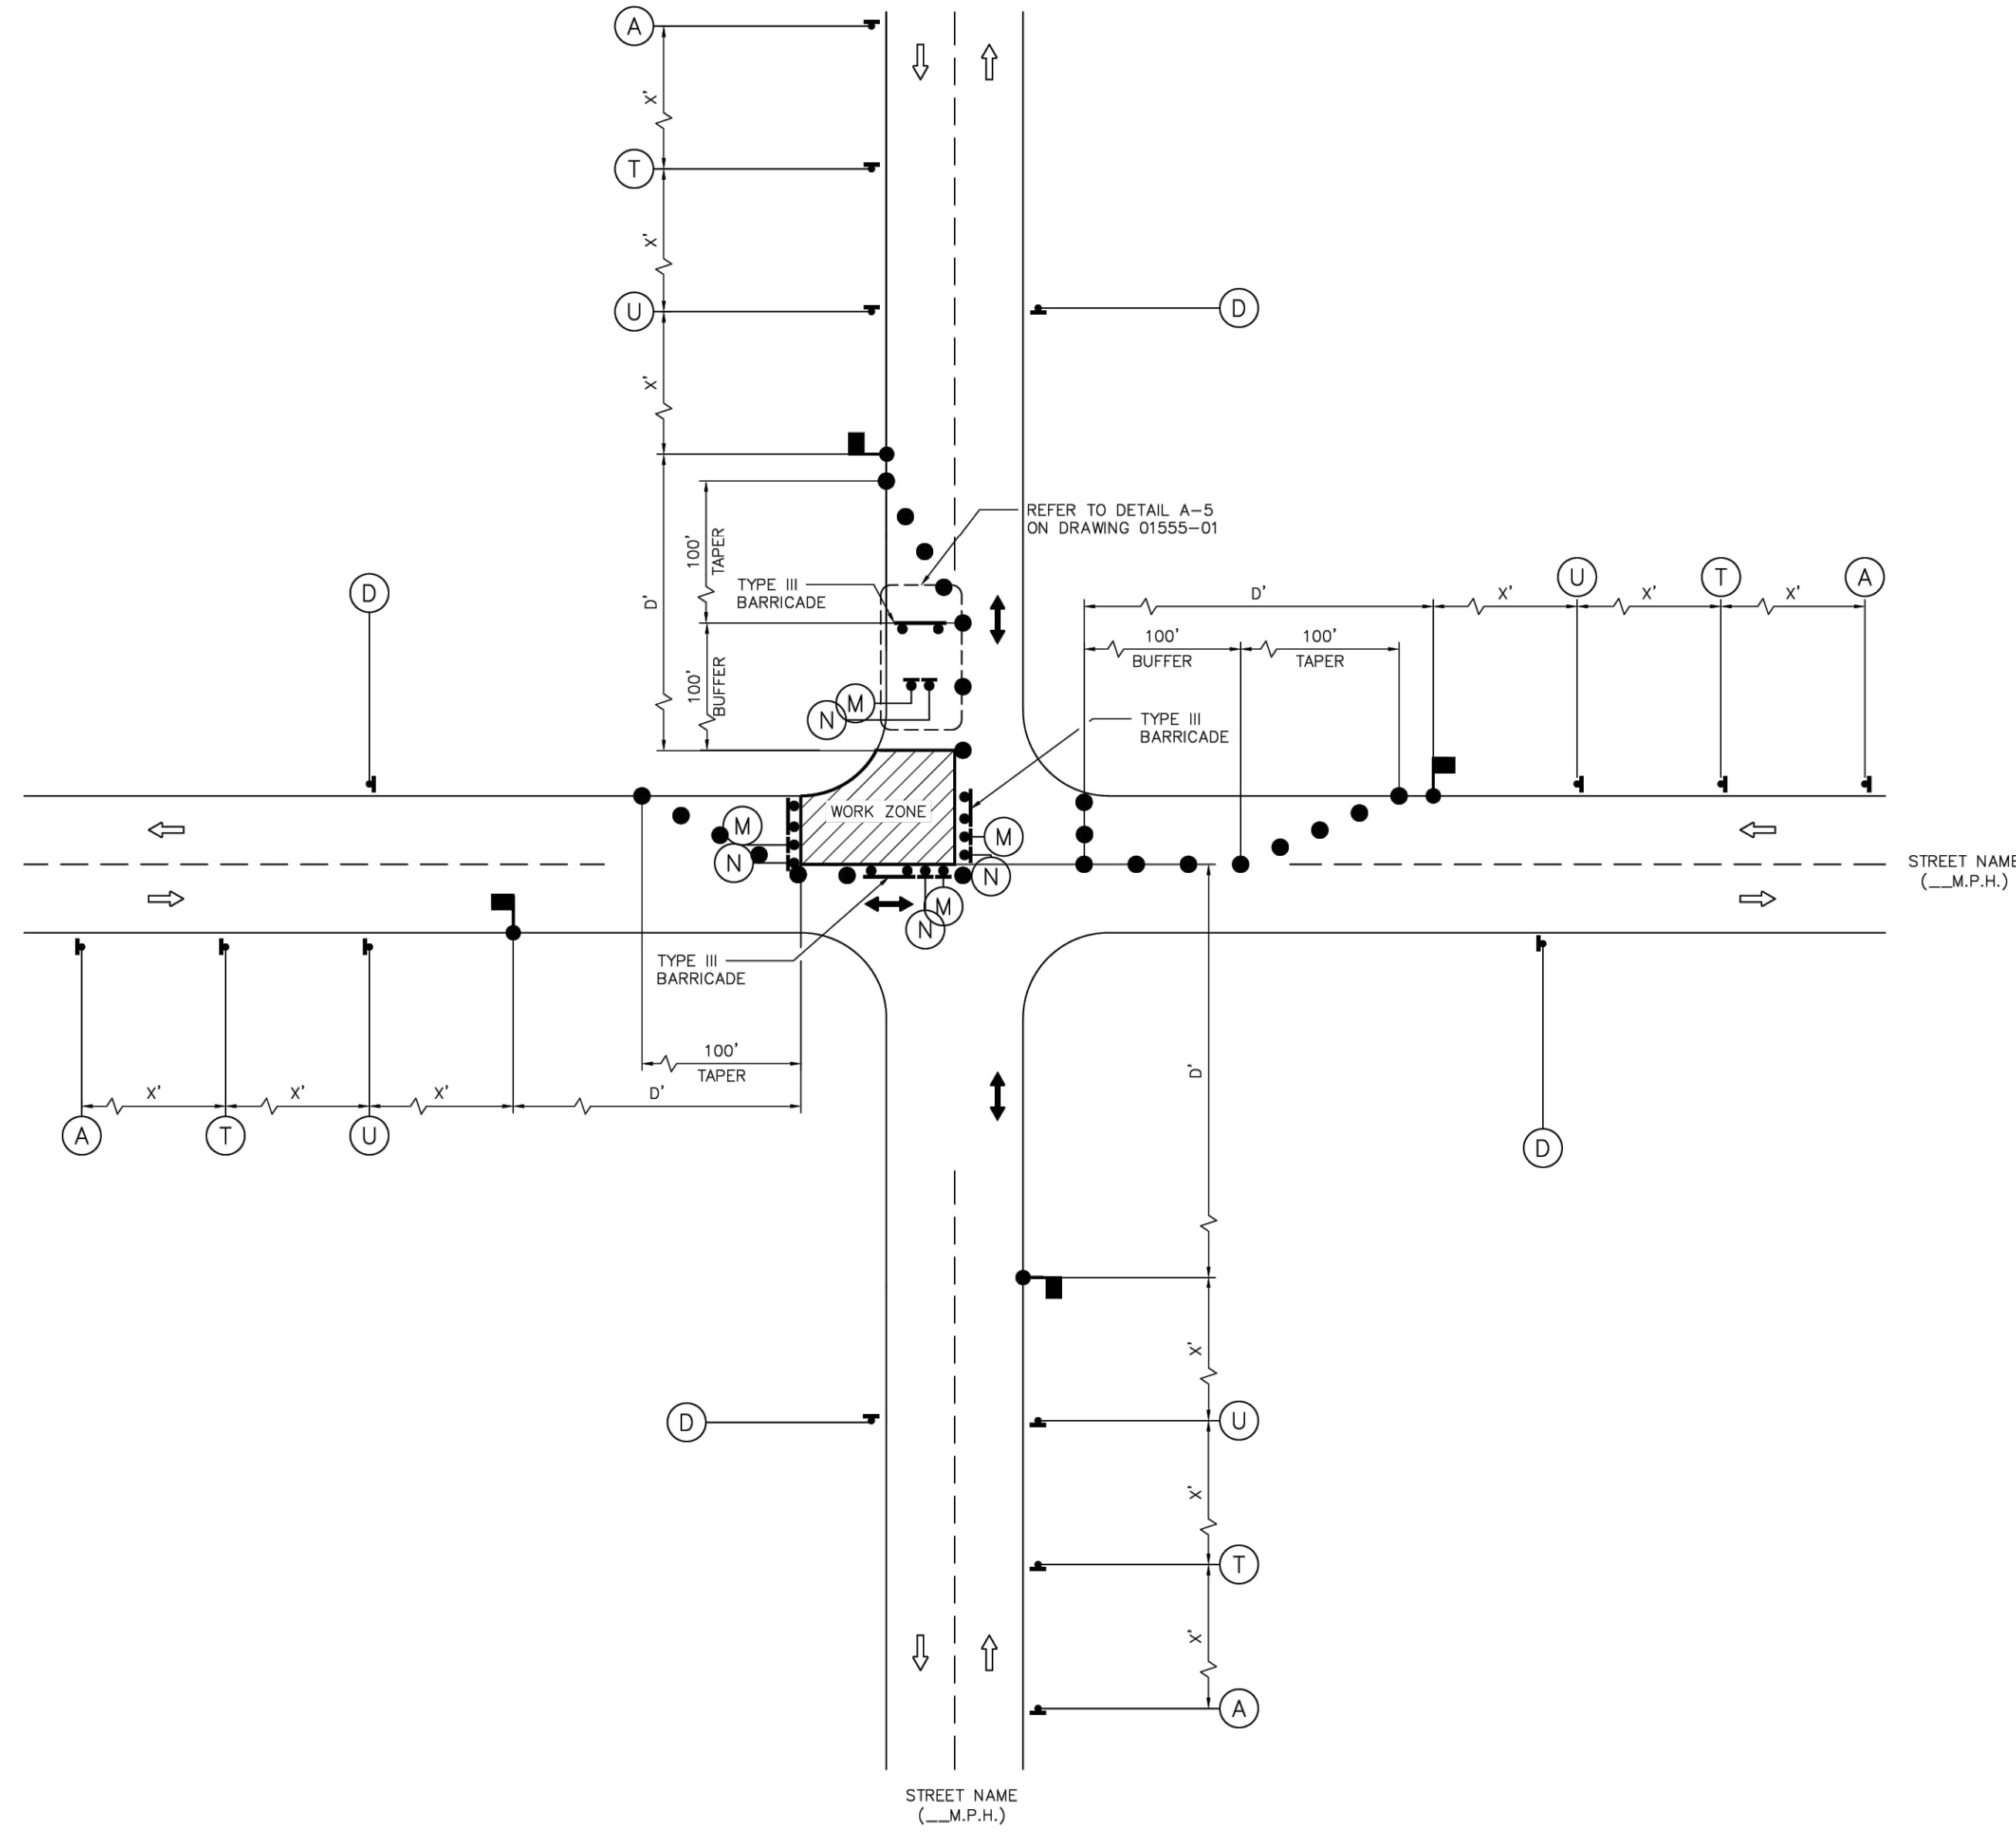 A
X'
T
X'
U
D
X'
REFER TO DETAIL A-5
ON DRAWING 01555-01
100'
TAPER
TYPE III
BARRICADE
D'
D
U
T
A
D'
X'
X'
X'
100'
BUFFER
100'
TAPER
100'
BUFFER
M
N
TYPE III
BARRICADE
WORK ZONE
M
N
M
N
M
N
STREET NAME
(__M.P.H.)
TYPE III
BARRICADE
100'
TAPER
X'
X'
X'
D'
A
T
U
D'
D
X'
D
U
X'
T
X'
A
STREET NAME
(__M.P.H.)